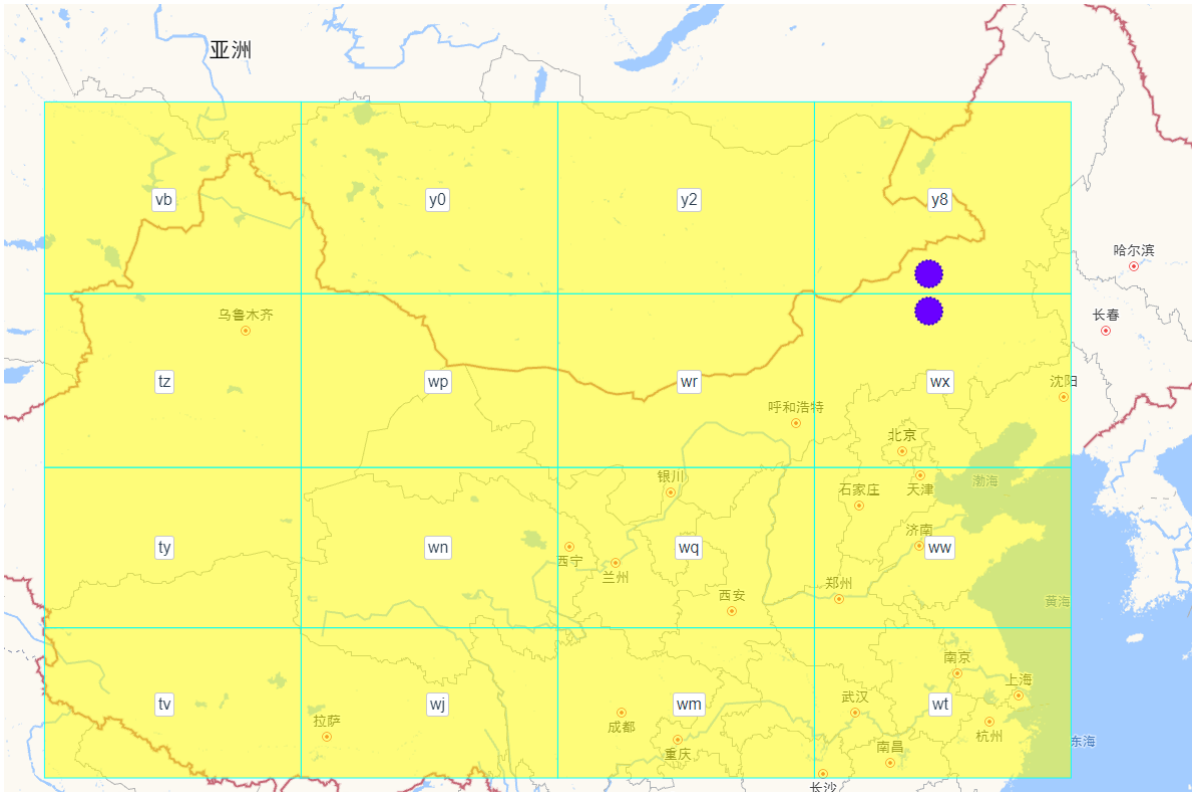 亚洲
vb
y0
y2
y8
哈尔滨
乌鲁木齐
长春
tz
wp
wr
wx
沈阳
呼和浩特
北京
银川
石家庄
天津
渤海
济南
ty
wn
wq
ww
西宁
兰州
郑州
西安
黄海
南京
上海
tv
wj
wm
武汉
wt
拉萨
成都
杭州
重庆
南昌
东海
长沙